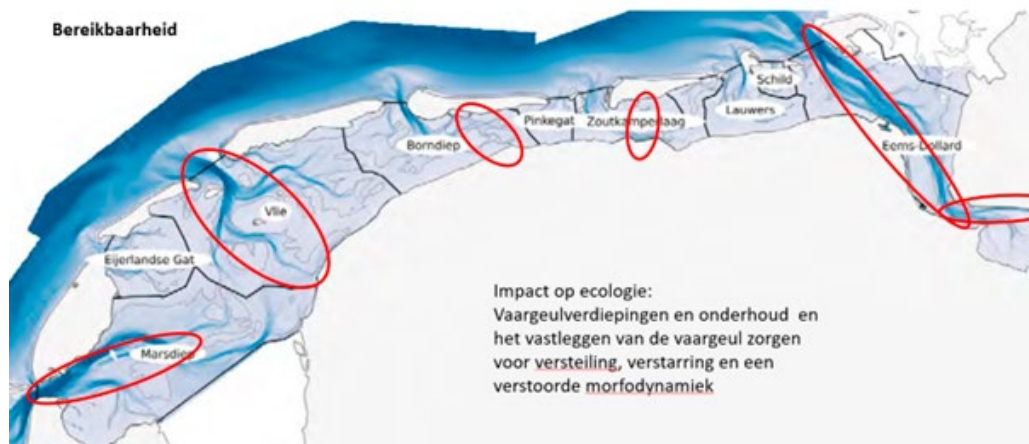 Bereikbaarheid
Schild
Pinkegat
Zoutkamperlaag
Lauwers
Borndiep
Eems-Dollard
Vlie
Eijerlandse Gat
Marsdiep
Impact op ecologie:
Vaargeulverdiepingen en onderhoud en
het vastleggen van de vaargeul zorgen
voor versteiling, verstarring en een
verstoorde morfodynamiek